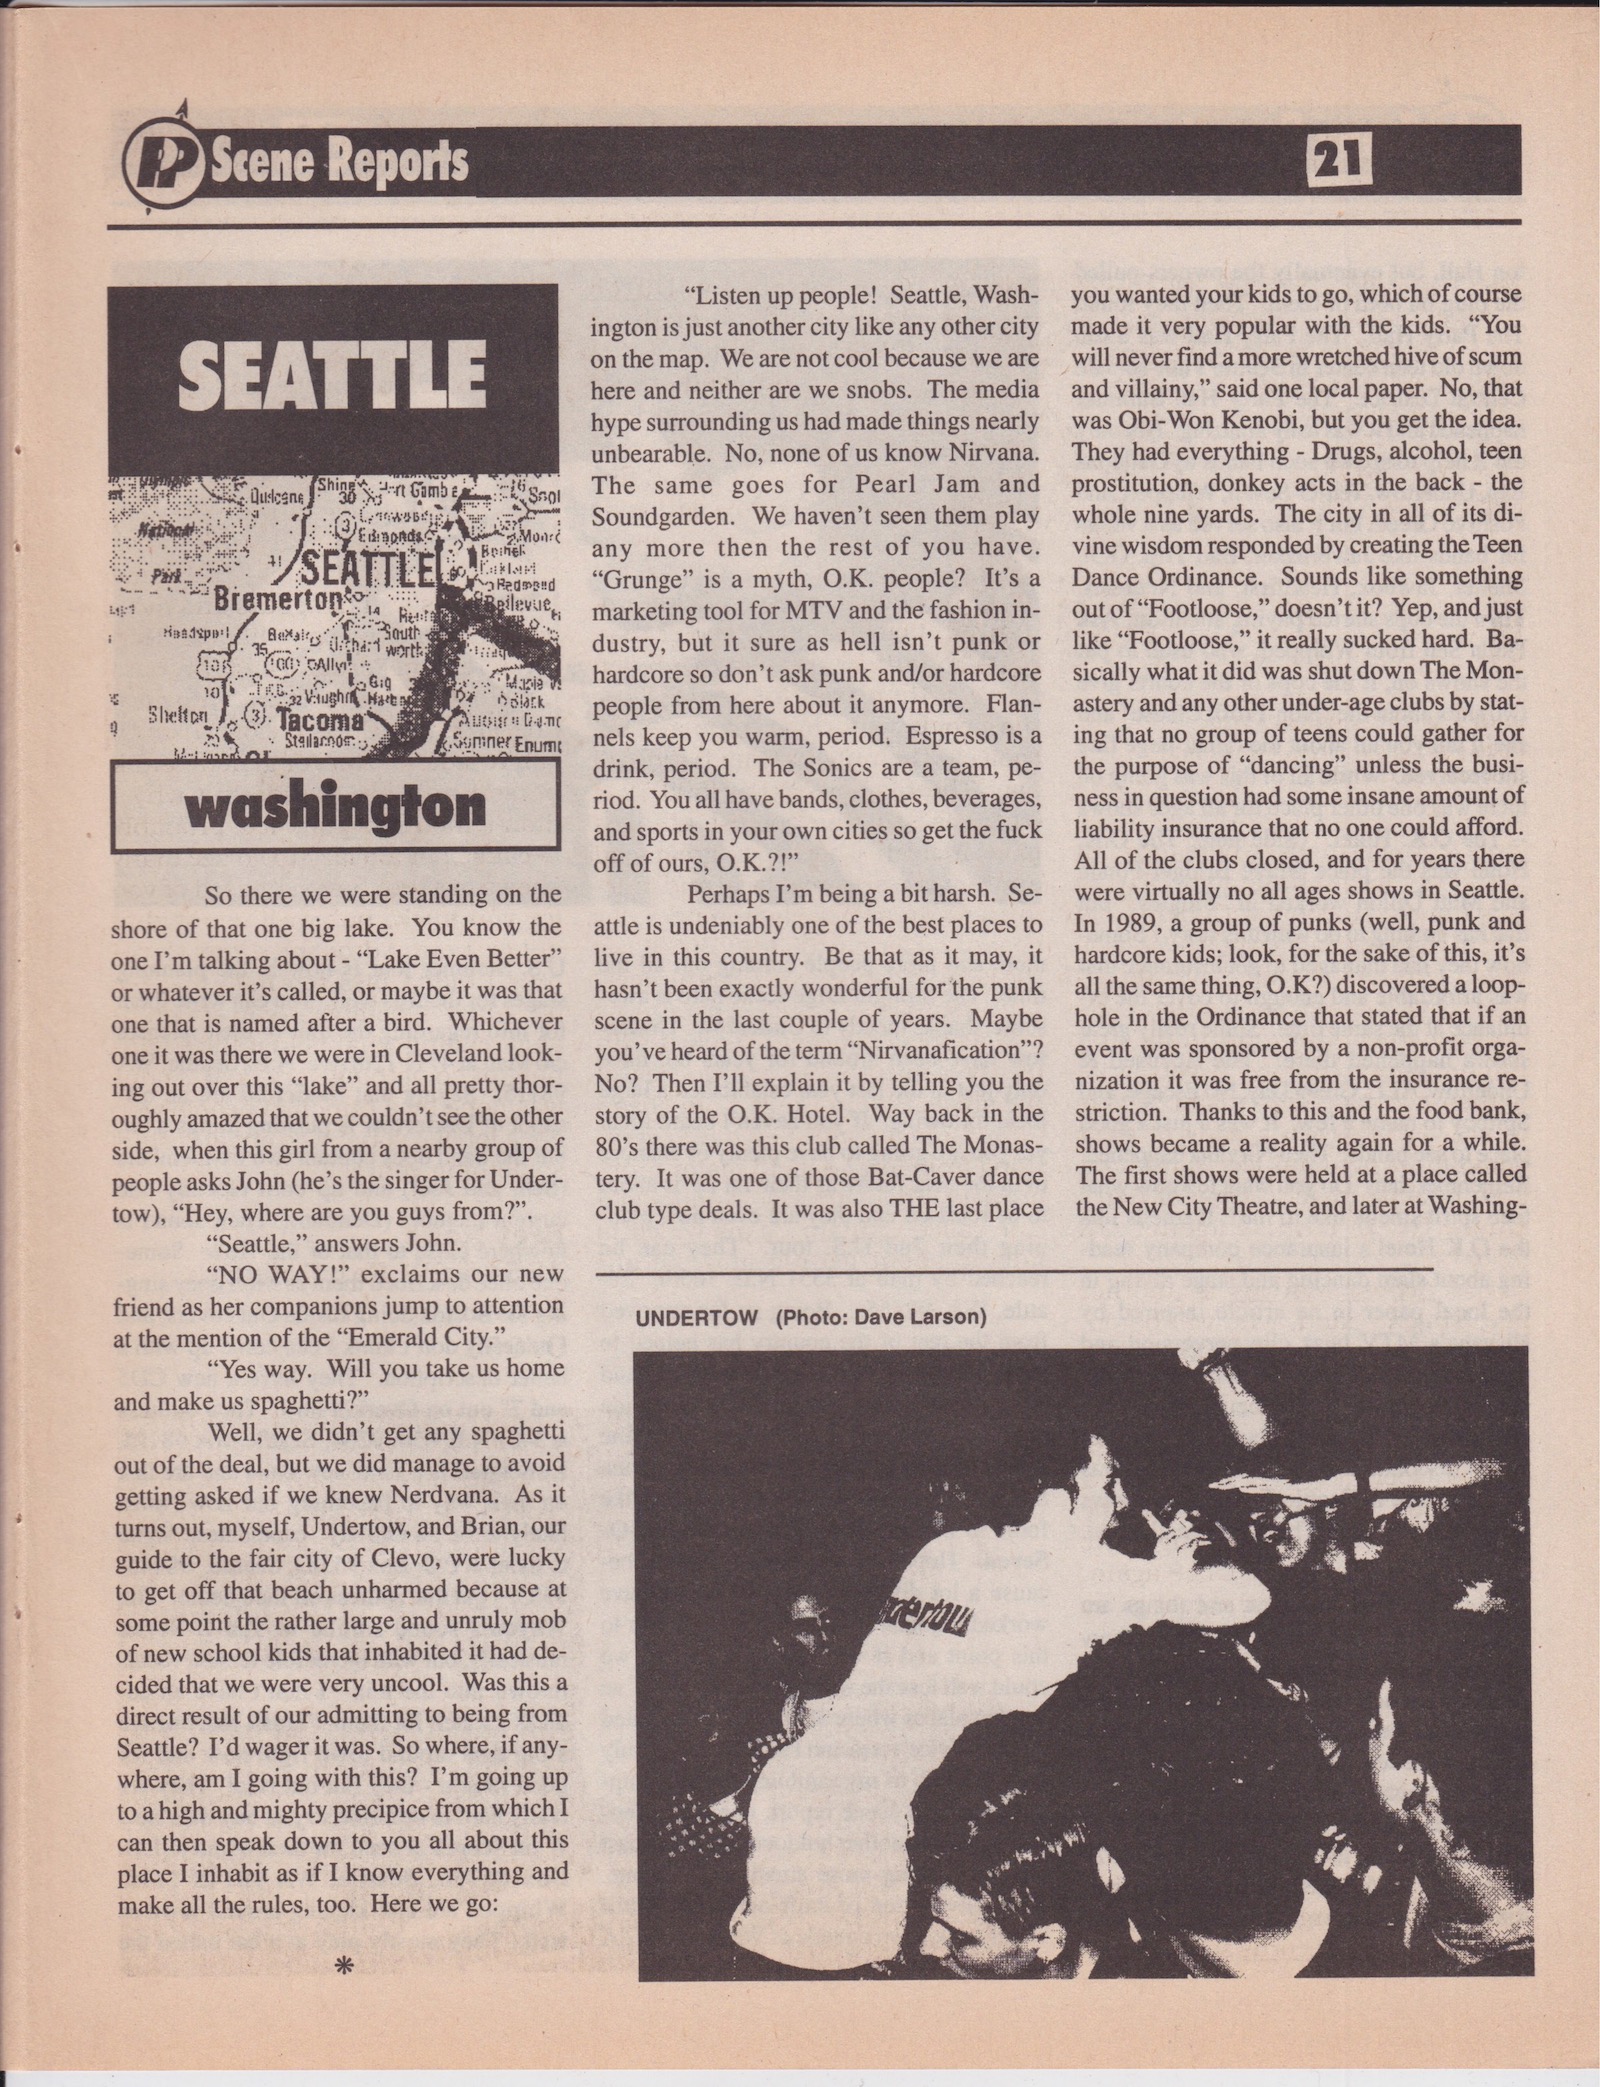 PP Scene Reports
21
SEATTLE
Quilcene
Shine
30
Port Gamble
Snol
National
Park
3
Edmonds
Monro
SEATTLE
Kirkland
Redmond
Bremerton
Bellevue
14
South
worth
Orchard
Belfair
35
101
Allyn
10
Gig
Harbor
Vaughn
Maple
Black
Shelton
3
Tacoma
Auburn
Steilacoom
Sumner
Enumc
washington
So there we were standing on the
shore of that one big lake. You know the
one I'm talking about - “Lake Even Better”
or whatever it's called, or maybe it was that
one that is named after a bird. Whichever
one it was there we were in Cleveland look-
ing out over this “lake” and all pretty thor-
oughly amazed that we couldn't see the other
side, when this girl from a nearby group of
people asks John (he's the singer for Under-
tow), “Hey, where are you guys from?”.
“Seattle,” answers John.
“NO WAY!” exclaims our new
friend as her companions jump to attention
at the mention of the “Emerald City.”
“Yes way. Will you take us home
and make us spaghetti?”
Well, we didn't get any spaghetti
out of the deal, but we did manage to avoid
getting asked if we knew Nerdvana. As it
turns out, myself, Undertow, and Brian, our
guide to the fair city of Clevo, were lucky
to get off that beach unharmed because at
some point the rather large and unruly mob
of new school kids that inhabited it had de-
cided that we were very uncool. Was this a
direct result of our admitting to being from
Seattle? I'd wager it was. So where, if any-
where, am I going with this? I'm going up
to a high and mighty precipice from which I
can then speak down to you all about this
place I inhabit as if I know everything and
make all the rules, too. Here we go:
*
“Listen up people! Seattle, Wash-
ington is just another city like any other city
on the map. We are not cool because we are
here and neither are we snobs. The media
hype surrounding us had made things nearly
unbearable. No, none of us know Nirvana.
The same goes for Pearl Jam and
Soundgarden. We haven't seen them play
any more then the rest of you have.
“Grunge” is a myth, O.K. people? It's a
marketing tool for MTV and the fashion in-
dustry, but it sure as hell isn't punk or
hardcore so don't ask punk and/or hardcore
people from here about it anymore. Flan-
nels keep you warm, period. Espresso is a
drink, period. The Sonics are a team, pe-
riod. You all have bands, clothes, beverages,
and sports in your own cities so get the fuck
off of ours, O.K.?!”
Perhaps I'm being a bit harsh. Se-
attle is undeniably one of the best places to
live in this country. Be that as it may, it
hasn't been exactly wonderful for the punk
scene in the last couple of years. Maybe
you've heard of the term “Nirvanafication”?
No? Then I'll explain it by telling you the
story of the O.K. Hotel. Way back in the
80's there was this club called The Monas-
tery. It was one of those Bat-Caver dance
club type deals. It was also THE last place
you wanted your kids to go, which of course
made it very popular with the kids. “You
will never find a more wretched hive of scum
and villainy,” said one local paper. No, that
was Obi-Won Kenobi, but you get the idea.
They had everything - Drugs, alcohol, teen
prostitution, donkey acts in the back - the
whole nine yards. The city in all of its di-
vine wisdom responded by creating the Teen
Dance Ordinance. Sounds like something
out of “Footloose,” doesn't it? Yep, and just
like “Footloose,” it really sucked hard. Ba-
sically what it did was shut down The Mon-
astery and any other under-age clubs by stat-
ing that no group of teens could gather for
the purpose of “dancing” unless the busi-
ness in question had some insane amount of
liability insurance that no one could afford.
All of the clubs closed, and for years there
were virtually no all ages shows in Seattle.
In 1989, a group of punks (well, punk and
hardcore kids; look, for the sake of this, it's
all the same thing, O.K?) discovered a loop-
hole in the Ordinance that stated that if an
event was sponsored by a non-profit orga-
nization it was free from the insurance re-
striction. Thanks to this and the food bank,
shows became a reality again for a while.
The first shows were held at a place called
the New City Theatre, and later at Washing-
UNDERTOW (Photo: Dave Larson)
ndertow